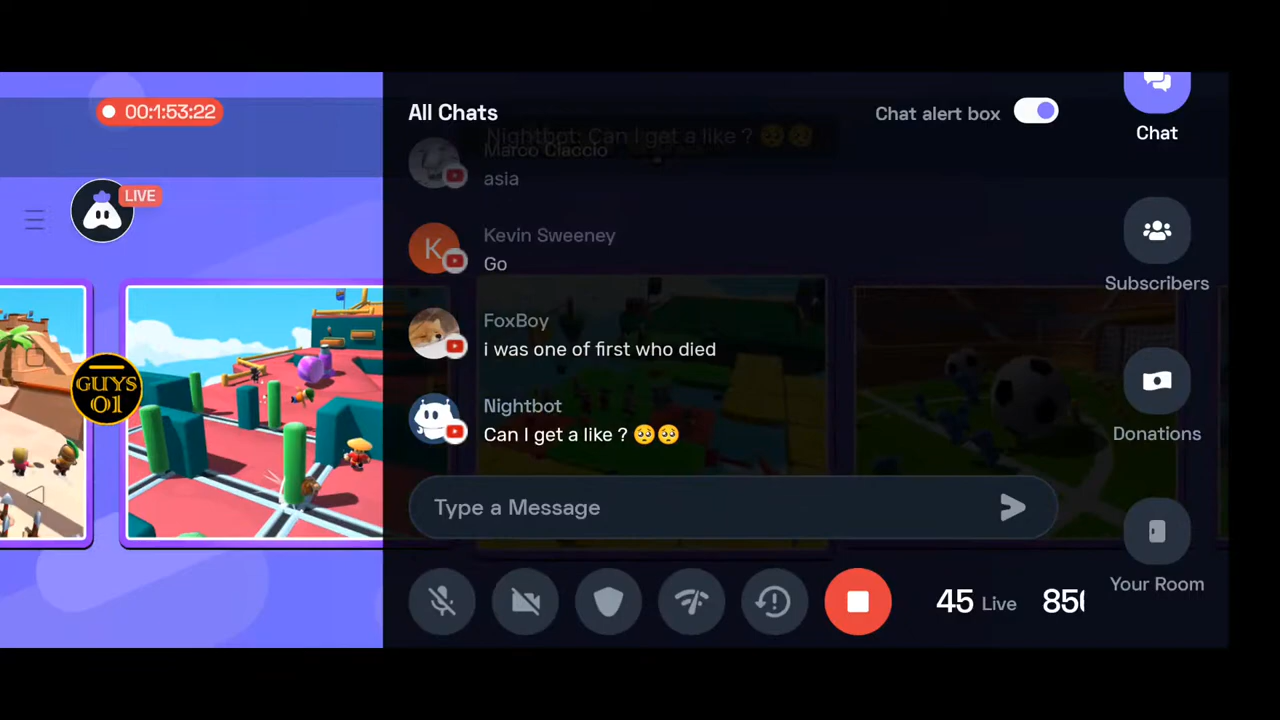 00:1:53:22
LIVE
GUYS
01
All Chats
Chat alert box
Nightbot: Can I get a like ? 🥺🥺
Marco Ciaccio
asia
K
Kevin Sweeney
Go
FoxBoy
i was one of first who died
Nightbot
Can I get a like ? 🥺🥺
Type a Message
45 Live
Chat
Subscribers
Donations
Your Room